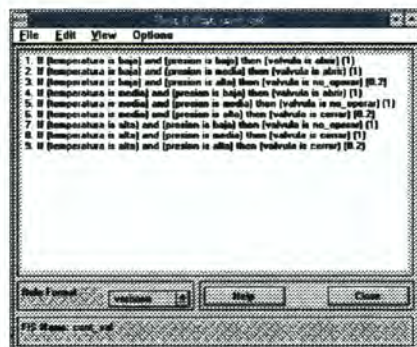 File Edit View Options
1. If (temperatura is baja) and (presion is baja) then (valvula is abrir) (1)
2. If (temperatura is baja) and (presion is media) then (valvula is abrir) (1)
3. If (temperatura is baja) and (presion is alta) then (valvula is no_operar) (0.2)
4. If (temperatura is media) and (presion is baja) then (valvula is abrir) (1)
5. If (temperatura is media) and (presion is media) then (valvula is no_operar) (1)
6. If (temperatura is media) and (presion is alta) then (valvula is cerrar) (0.2)
7. If (temperatura is alta) and (presion is baja) then (valvula is no_operar) (1)
8. If (temperatura is alta) and (presion is media) then (valvula is cerrar) (1)
9. If (temperatura is alta) and (presion is alta) then (valvula is cerrar) (0.2)
Rule Format verbose Help Close
FIS Name: cont_val